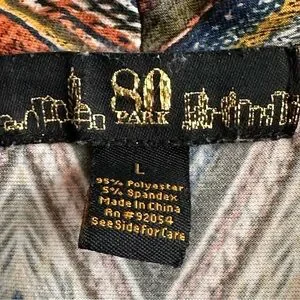 80
PARK
L
95% Polyester
5% Spandex
Made In China
Rn #92054
See Side For Care